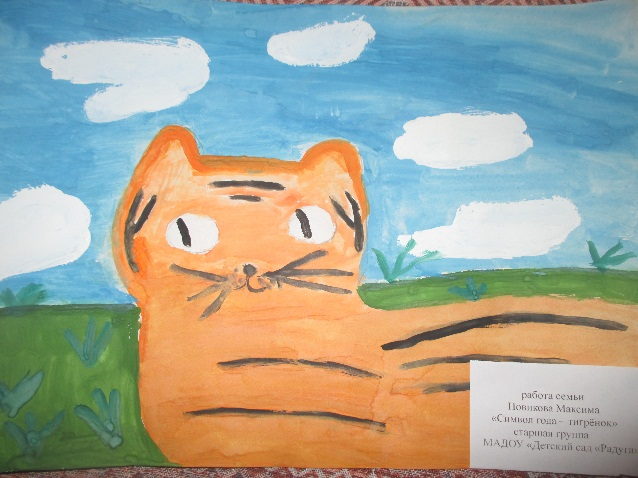 работа семьи
Новикова Максима
«Символ года - тигрёнок»
старшая группа
МАДОУ «Детский сад «Радуга»